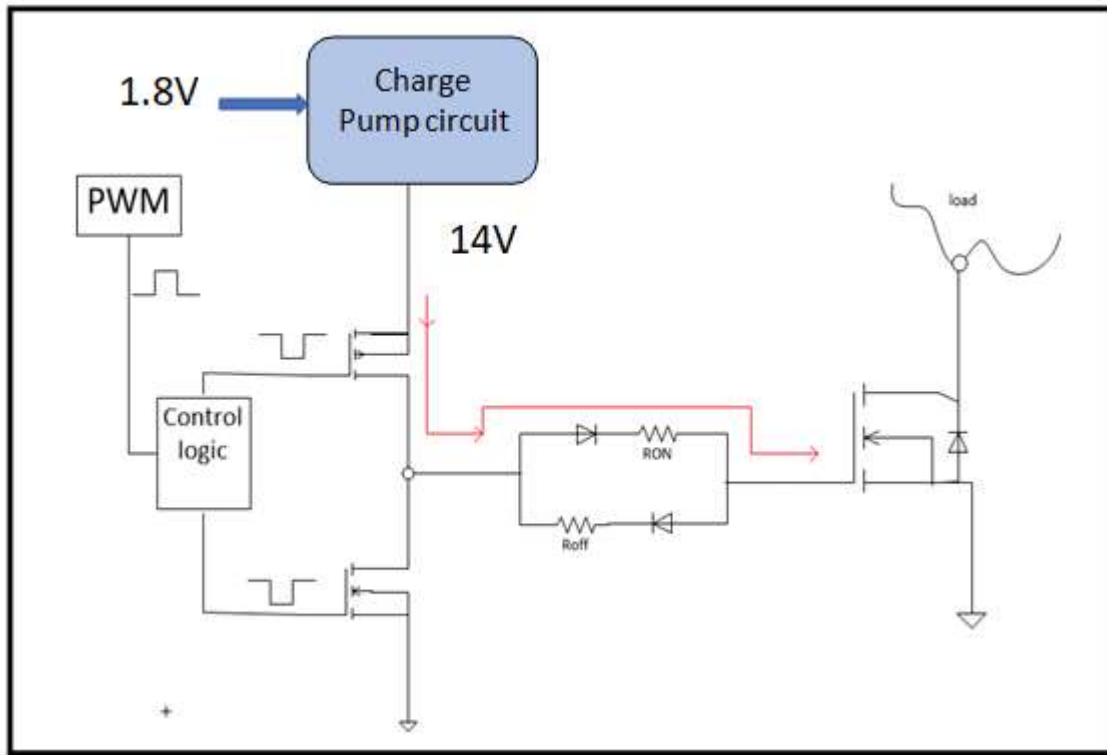 Charge
Pump circuit
1.8V
PWM
14V
load
Control
logic
RON
Roff
+